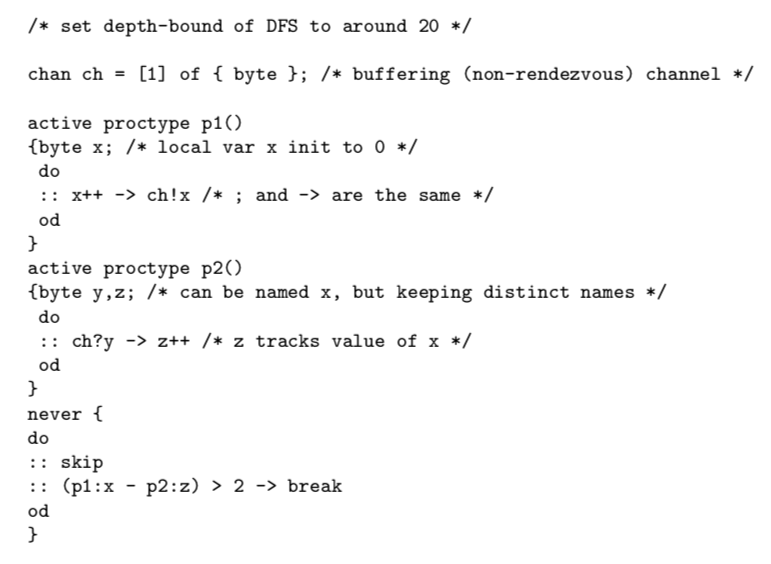 /* set depth-bound of DFS to around 20 */
chan ch = [1] of { byte }; /* buffering (non-rendezvous) channel */
active proctype p1()
{byte x; /* local var x init to 0 */
do
:: x++ -> ch!x /* ; and -> are the same */
od
}
active proctype p2()
{byte y,z; /* can be named x, but keeping distinct names */
do
:: ch?y -> z++ /* z tracks value of x */
od
}
never {
do
:: skip
:: (p1:x - p2:z) > 2 -> break
od
}